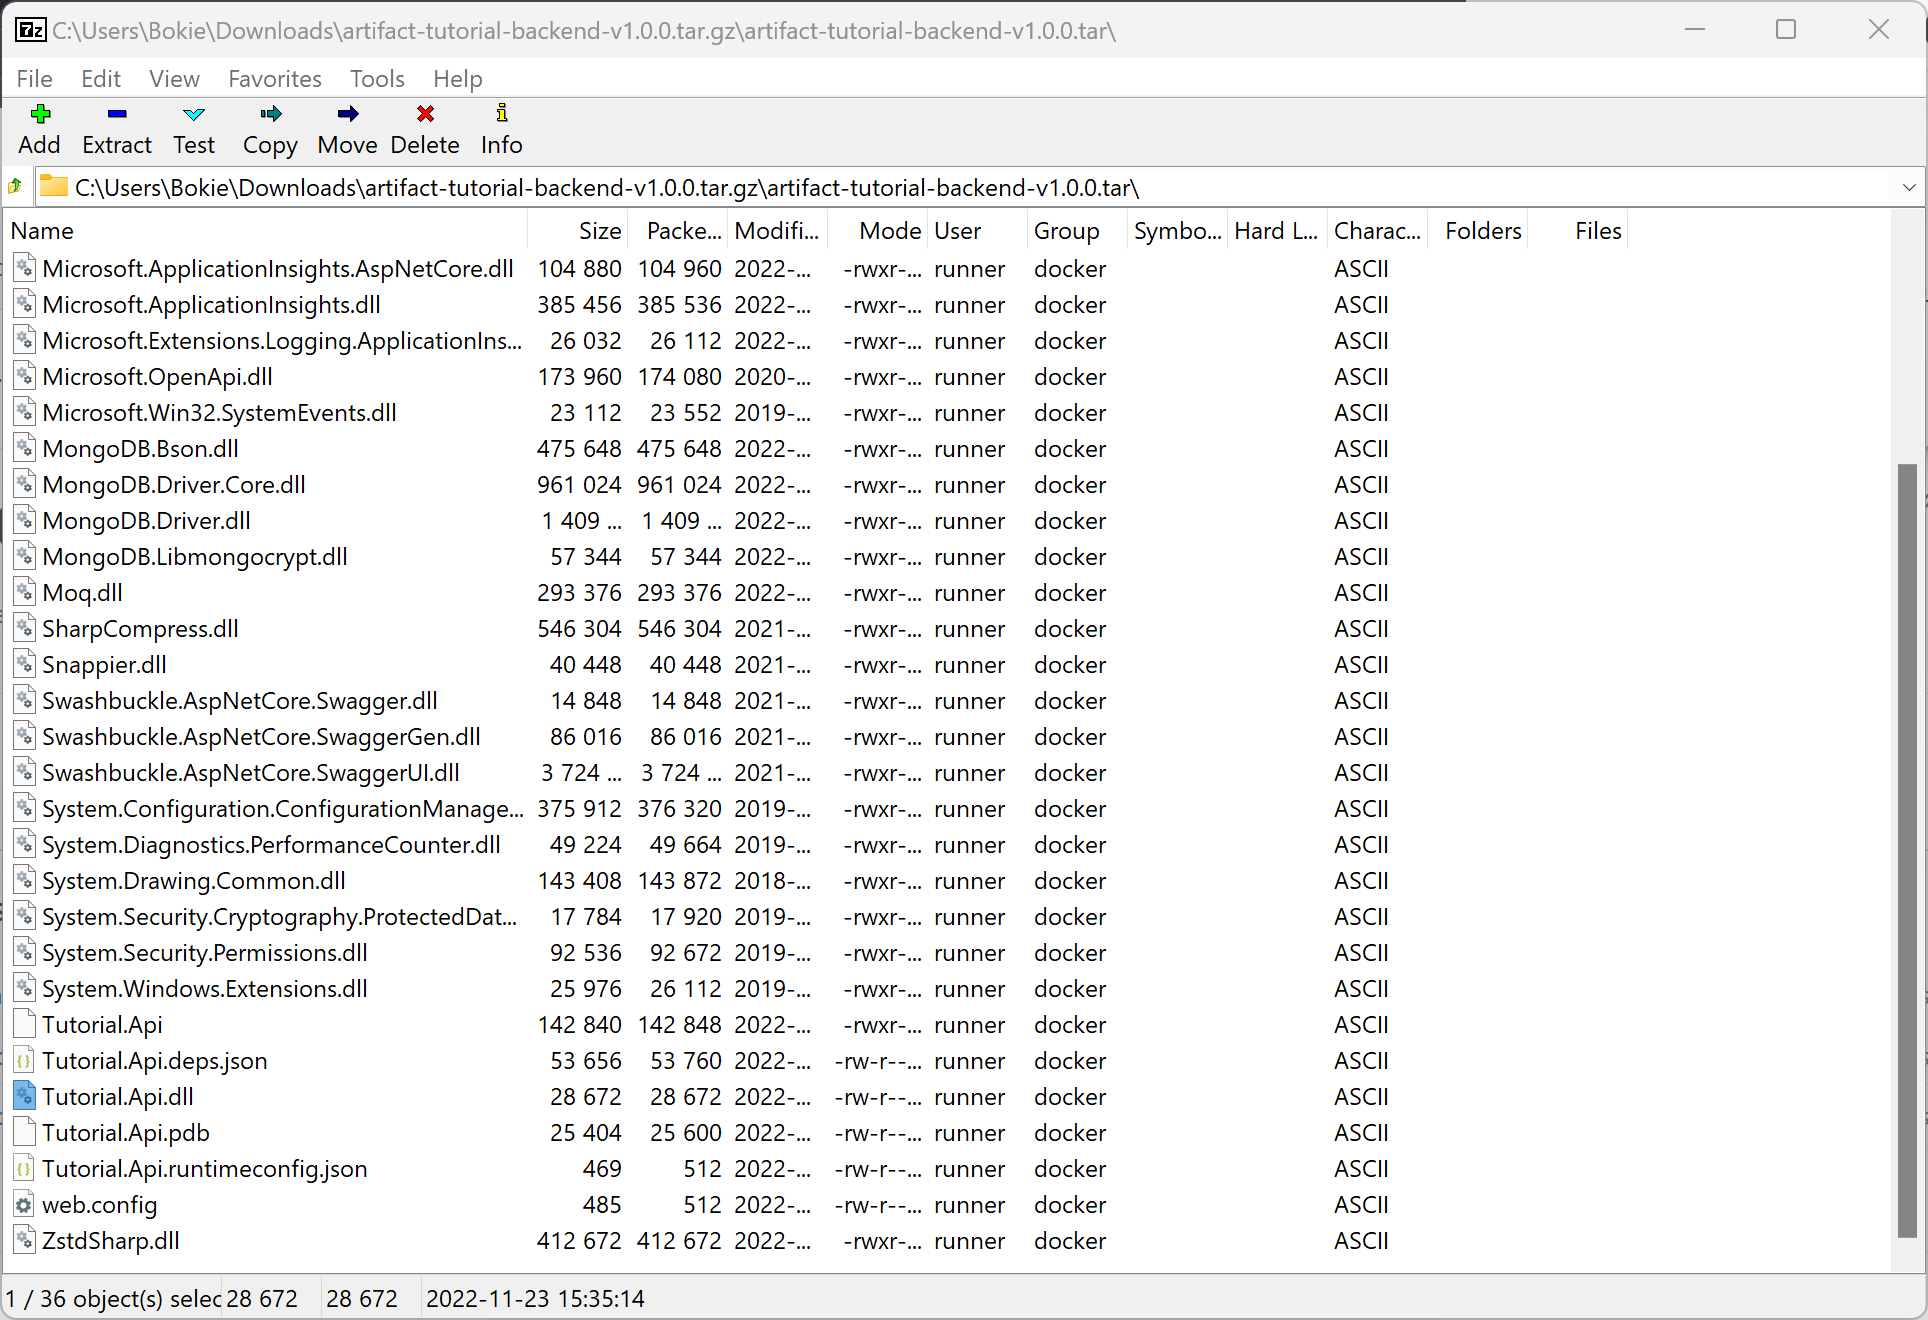 C:\Users\Bokie\Downloads\artifact-tutorial-backend-v1.0.0.tar.gz\artifact-tutorial-backend-v1.0.0.tar\
File Edit View Favorites Tools Help
Add Extract Test Copy Move Delete Info
C:\Users\Bokie\Downloads\artifact-tutorial-backend-v1.0.0.tar.gz\artifact-tutorial-backend-v1.0.0.tar\
Name Size Packe... Modifi... Mode User Group Symbo... Hard L... Charac... Folders Files
Microsoft.ApplicationInsights.AspNetCore.dll 104 880 104 960 2022-... -rwxr-... runner docker ASCII
Microsoft.ApplicationInsights.dll 385 456 385 536 2022-... -rwxr-... runner docker ASCII
Microsoft.Extensions.Logging.ApplicationIns... 26 032 26 112 2022-... -rwxr-... runner docker ASCII
Microsoft.OpenApi.dll 173 960 174 080 2020-... -rwxr-... runner docker ASCII
Microsoft.Win32.SystemEvents.dll 23 112 23 552 2019-... -rwxr-... runner docker ASCII
MongoDB.Bson.dll 475 648 475 648 2022-... -rwxr-... runner docker ASCII
MongoDB.Driver.Core.dll 961 024 961 024 2022-... -rwxr-... runner docker ASCII
MongoDB.Driver.dll 1 409 ... 1 409 ... 2022-... -rwxr-... runner docker ASCII
MongoDB.Libmongocrypt.dll 57 344 57 344 2022-... -rwxr-... runner docker ASCII
Moq.dll 293 376 293 376 2022-... -rwxr-... runner docker ASCII
SharpCompress.dll 546 304 546 304 2021-... -rwxr-... runner docker ASCII
Snappier.dll 40 448 40 448 2021-... -rwxr-... runner docker ASCII
Swashbuckle.AspNetCore.Swagger.dll 14 848 14 848 2021-... -rwxr-... runner docker ASCII
Swashbuckle.AspNetCore.SwaggerGen.dll 86 016 86 016 2021-... -rwxr-... runner docker ASCII
Swashbuckle.AspNetCore.SwaggerUI.dll 3 724 ... 3 724 ... 2021-... -rwxr-... runner docker ASCII
System.Configuration.ConfigurationManage... 375 912 376 320 2019-... -rwxr-... runner docker ASCII
System.Diagnostics.PerformanceCounter.dll 49 224 49 664 2019-... -rwxr-... runner docker ASCII
System.Drawing.Common.dll 143 408 143 872 2018-... -rwxr-... runner docker ASCII
System.Security.Cryptography.ProtectedDat... 17 784 17 920 2019-... -rwxr-... runner docker ASCII
System.Security.Permissions.dll 92 536 92 672 2019-... -rwxr-... runner docker ASCII
System.Windows.Extensions.dll 25 976 26 112 2019-... -rwxr-... runner docker ASCII
Tutorial.Api 142 840 142 848 2022-... -rwxr-... runner docker ASCII
Tutorial.Api.deps.json 53 656 53 760 2022-... -rw-r--... runner docker ASCII
Tutorial.Api.dll 28 672 28 672 2022-... -rw-r--... runner docker ASCII
Tutorial.Api.pdb 25 404 25 600 2022-... -rw-r--... runner docker ASCII
Tutorial.Api.runtimeconfig.json 469 512 2022-... -rw-r--... runner docker ASCII
web.config 485 512 2022-... -rw-r--... runner docker ASCII
ZstdSharp.dll 412 672 412 672 2022-... -rwxr-... runner docker ASCII
1 / 36 object(s) selec 28 672 28 672 2022-11-23 15:35:14